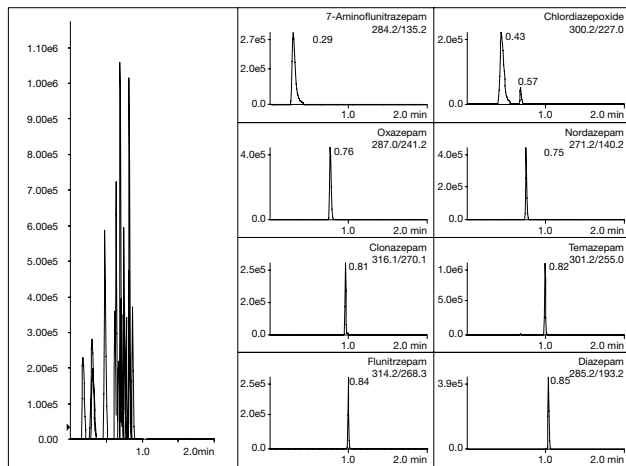 1.10e6
1.00e6
9.00e5
8.00e5
7.00e5
6.00e5
5.00e5
4.00e5
3.00e5
2.00e5
1.00e5
0.00
1.0 2.0min
7-Aminoflunitrazepam
284.2/135.2
2.7e5
0.29
2.0e5
0.0
1.0 2.0 min
Chlordiazepoxide
300.2/227.0
2.0e5
0.43
0.57
0.0
1.0 2.0 min
Oxazepam
287.0/241.2
4.0e5
0.76
0.0
1.0 2.0 min
Nordazepam
271.2/140.2
4.0e5
0.75
0.0
1.0 2.0 min
Clonazepam
316.1/270.1
2.5e5
0.81
0.0
1.0 2.0 min
Temazepam
301.2/255.0
1.0e6
0.82
0.0
1.0 2.0 min
Flunitrzepam
314.2/268.3
2.5e5
0.84
2.0e5
0.0
1.0 2.0 min
Diazepam
285.2/193.2
3.9e5
0.85
0.0
1.0 2.0 min